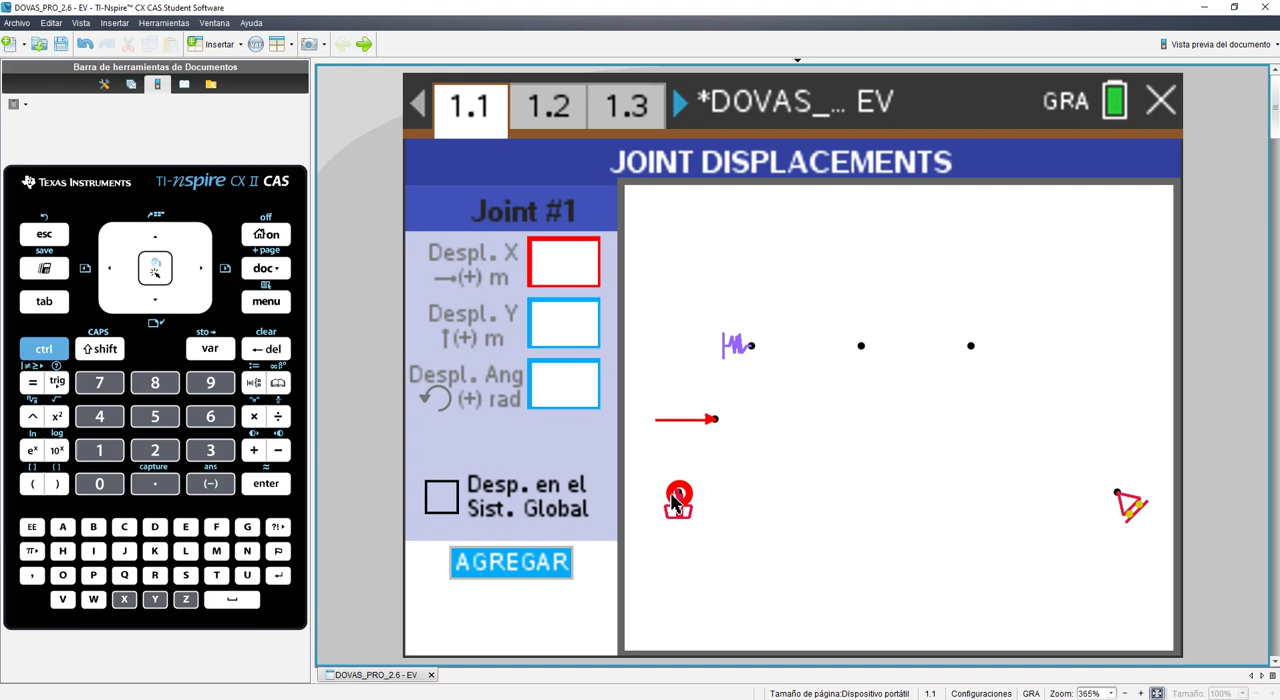 DOVAS_PRO_2.6 - EV - TI-Nspire™ CX CAS Student Software
Archivo Editar Vista Insertar Herramientas Ventana Ayuda
Insertar VAR Vista previa del documento
Barra de herramientas de Documentos
1.1 1.2 1.3 *DOVAS_... EV GRA
JOINT DISPLACEMENTS
Joint #1
Despl. X
→(+) m
Despl. Y
↑(+) m
Despl. Ang
(+) rad
Desp. en el
Sist. Global
AGREGAR
TEXAS INSTRUMENTS TI-nspire CX II CAS
off
esc on
save + page
doc
tab menu
CAPS sto→ clear
ctrl shift var del
= trig 7 8 9
^ x² 4 5 6 × ÷
ln log
eˣ 10ˣ 1 2 3 + −
[ ] { } capture ans ≈
( ) 0 . (−) enter
EE A B C D E F ?!
π H I J K L M N
, O P Q R S T U
V W X Y Z
DOVAS_PRO_2.6 - EV
Tamaño de página:Dispositivo portátil 1.1 Configuraciones GRA Zoom: 365% − + Tamaño: 100% − +